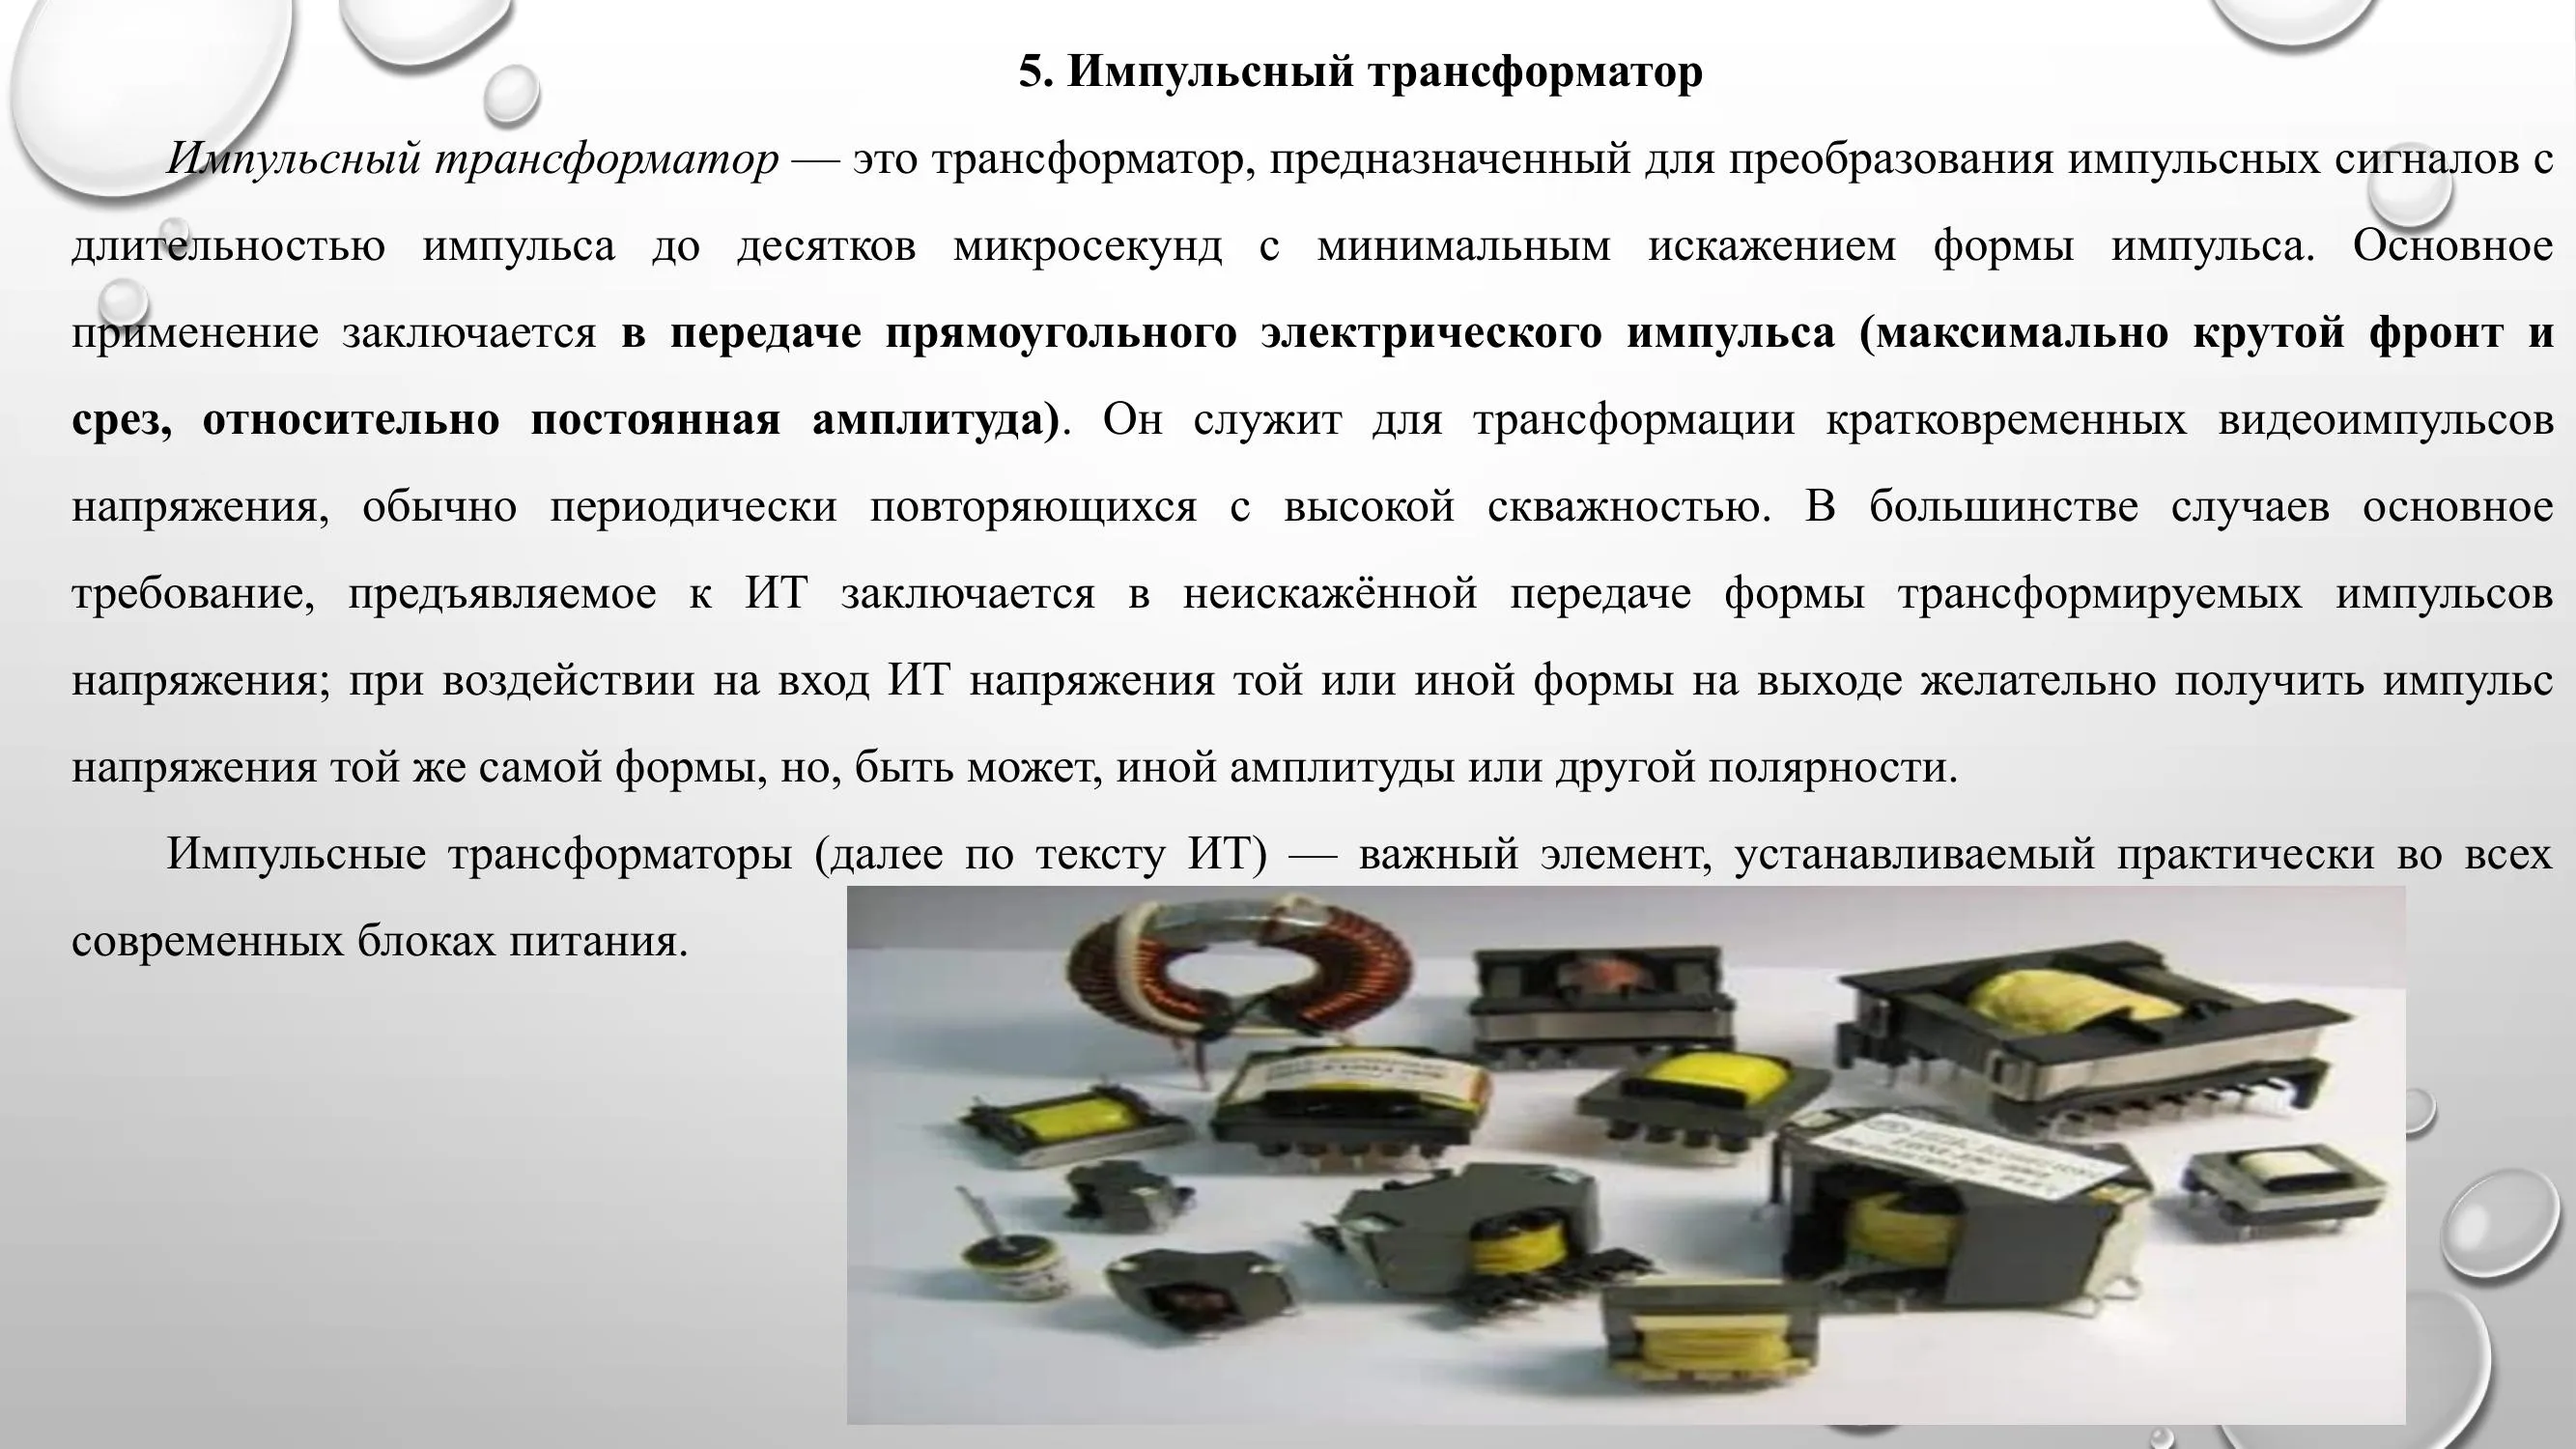 5. Импульсный трансформатор
Импульсный трансформатор — это трансформатор, предназначенный для преобразования импульсных сигналов с
длительностью импульса до десятков микросекунд с минимальным искажением формы импульса. Основное
применение заключается в передаче прямоугольного электрического импульса (максимально крутой фронт и
срез, относительно постоянная амплитуда). Он служит для трансформации кратковременных видеоимпульсов
напряжения, обычно периодически повторяющихся с высокой скважностью. В большинстве случаев основное
требование, предъявляемое к ИТ заключается в неискажённой передаче формы трансформируемых импульсов
напряжения; при воздействии на вход ИТ напряжения той или иной формы на выходе желательно получить импульс
напряжения той же самой формы, но, быть может, иной амплитуды или другой полярности.
Импульсные трансформаторы (далее по тексту ИТ) — важный элемент, устанавливаемый практически во всех
современных блоках питания.